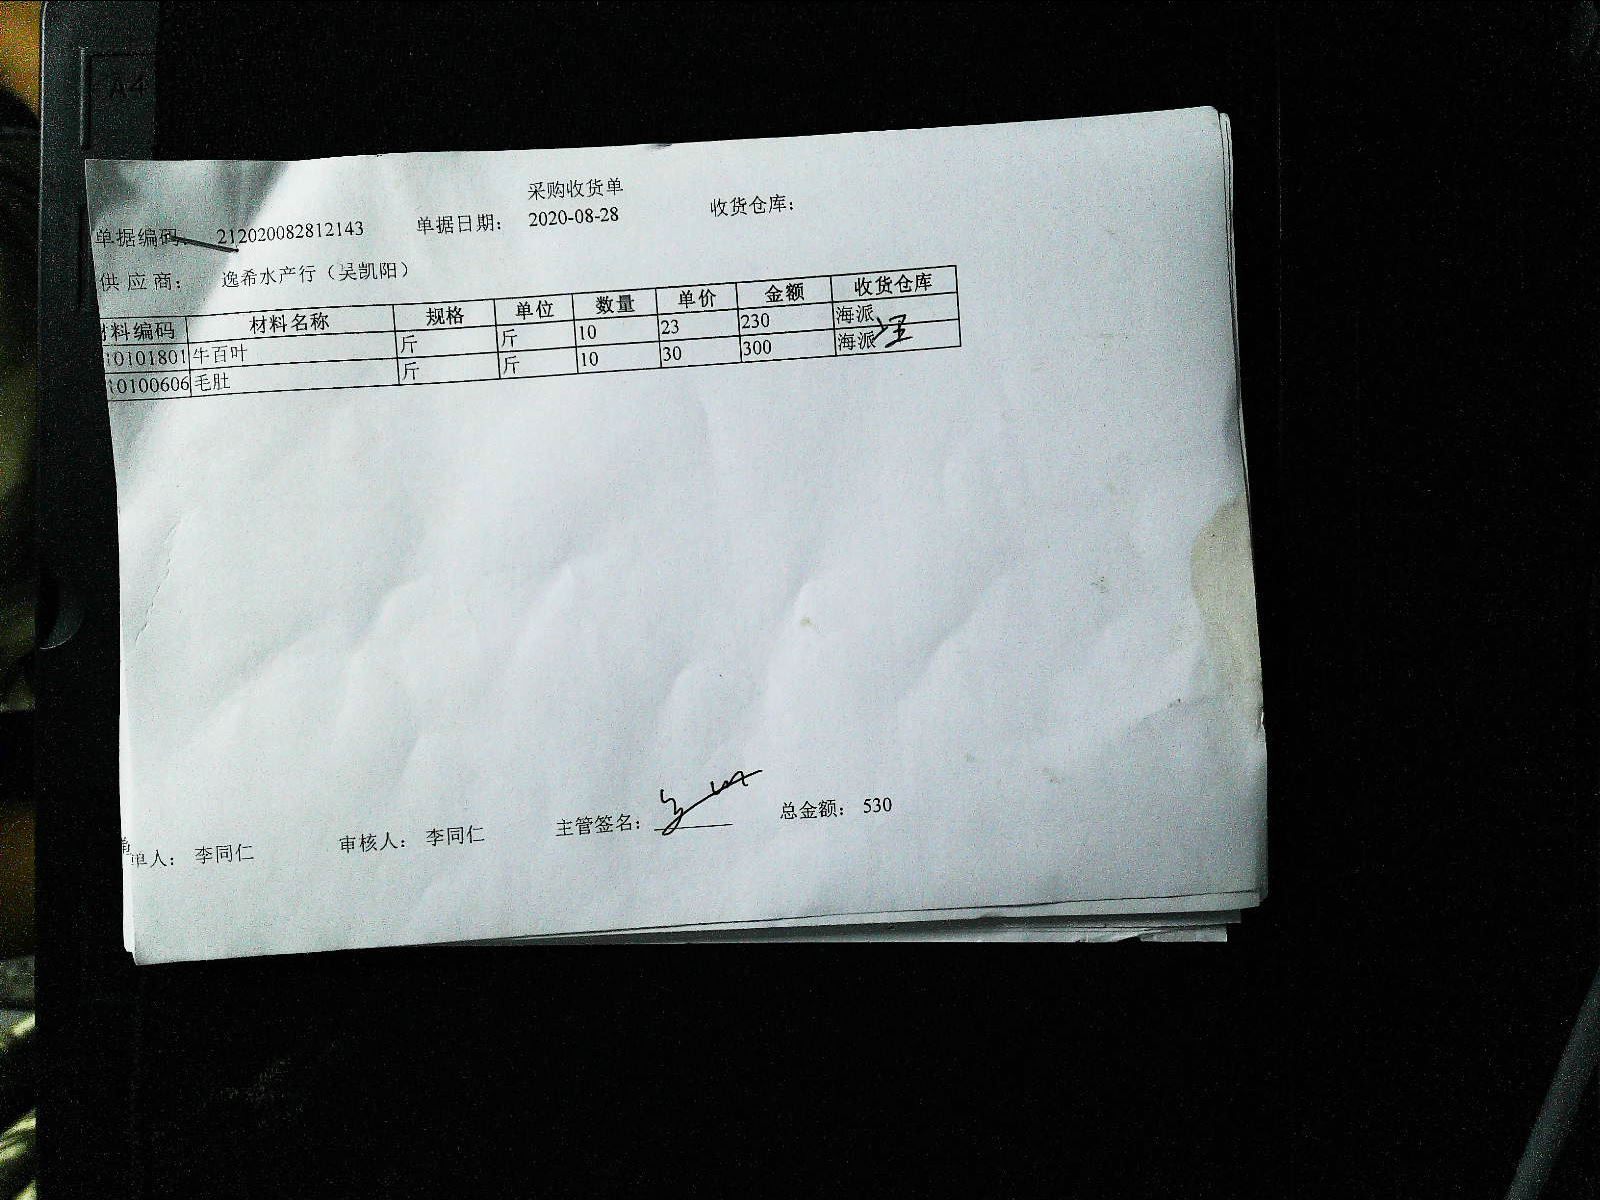 A4
采购收货单
单据编码: 212020082812143 单据日期: 2020-08-28 收货仓库:
供应商: 逸希水产行（吴凯阳）
材料编码 材料名称 规格 单位 数量 单价 金额 收货仓库
10101801 牛百叶 斤 斤 10 23 230 海派
10100606 毛肚 斤 斤 10 30 300 海派
单人: 李同仁 审核人: 李同仁 主管签名: 总金额: 530